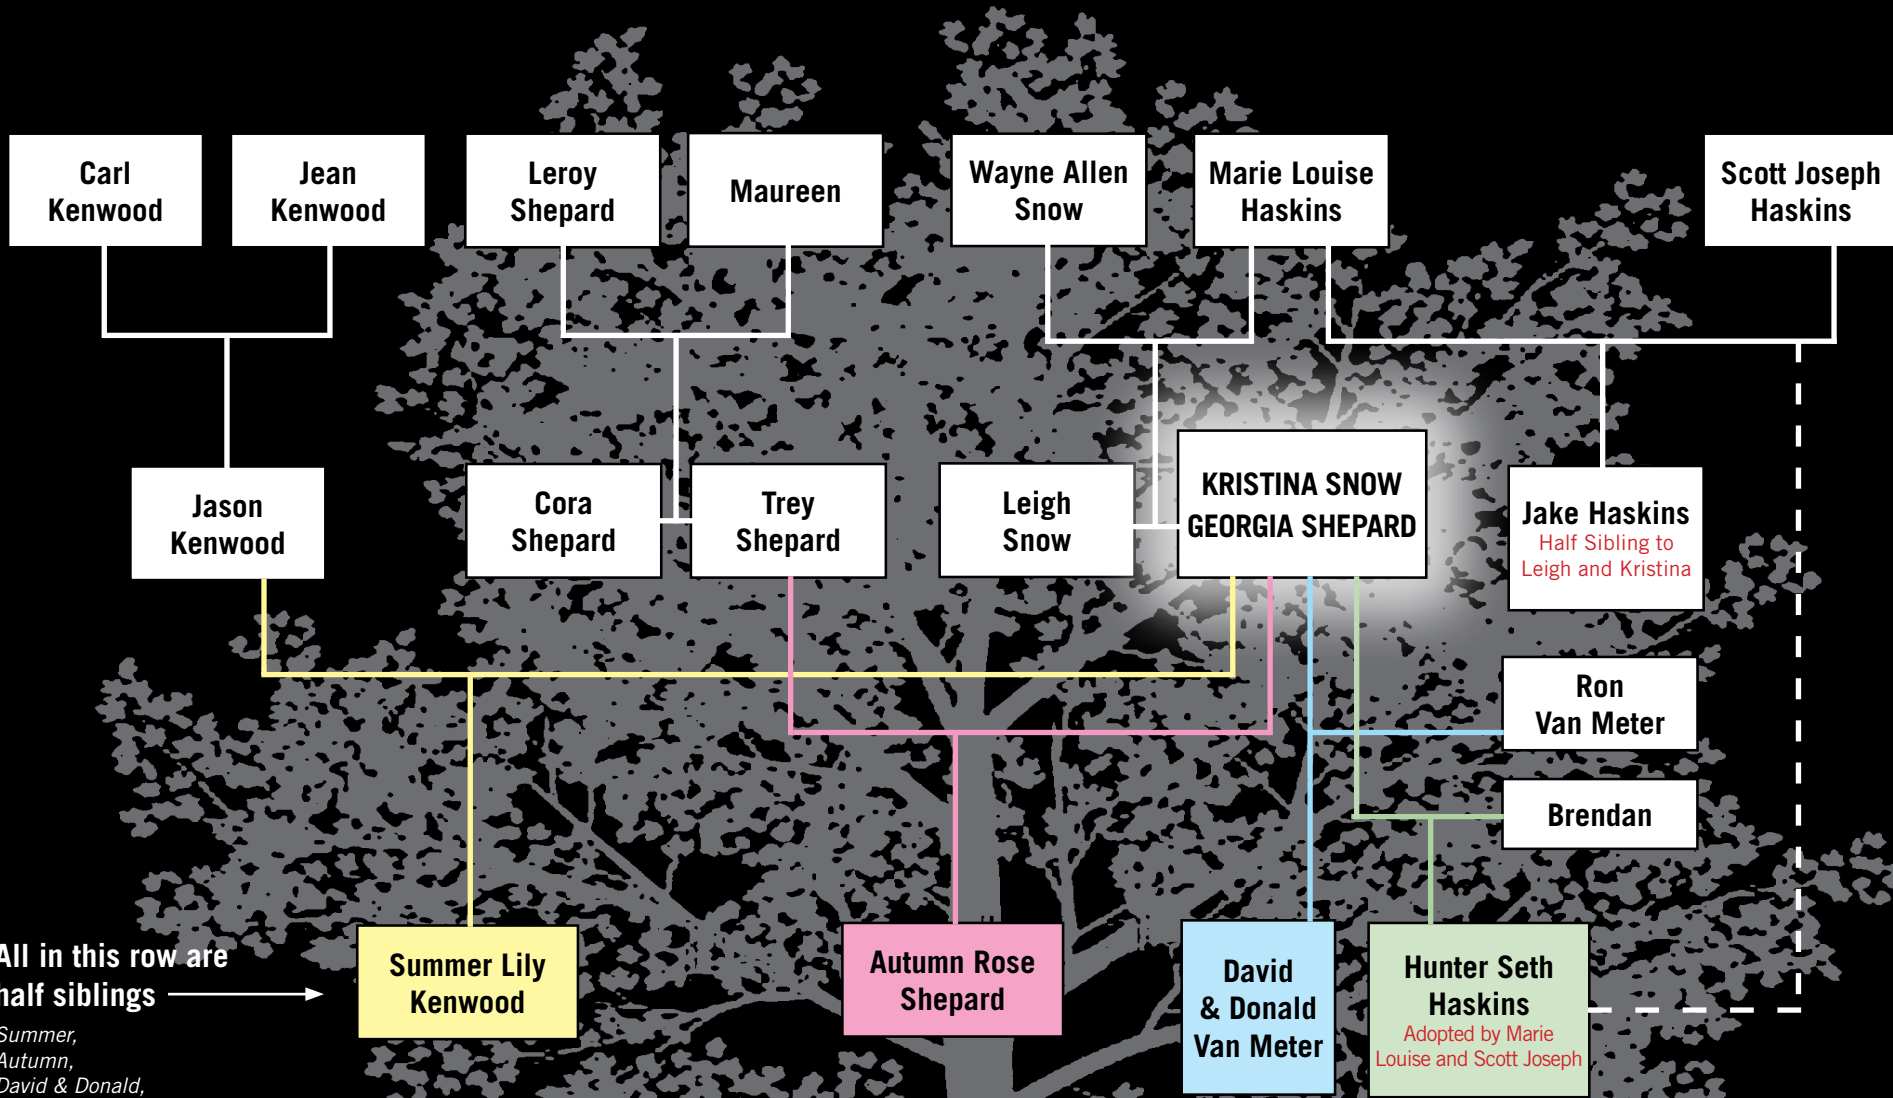 Carl
Kenwood
Jean
Kenwood
Leroy
Shepard
Maureen
Wayne Allen
Snow
Marie Louise
Haskins
Scott Joseph
Haskins
Jason
Kenwood
Cora
Shepard
Trey
Shepard
Leigh
Snow
KRISTINA SNOW
GEORGIA SHEPARD
Jake Haskins
Half Sibling to
Leigh and Kristina
Ron
Van Meter
Brendan
All in this row are
half siblings
Summer,
Autumn,
David & Donald,
Summer Lily
Kenwood
Autumn Rose
Shepard
David
& Donald
Van Meter
Hunter Seth
Haskins
Adopted by Marie
Louise and Scott Joseph